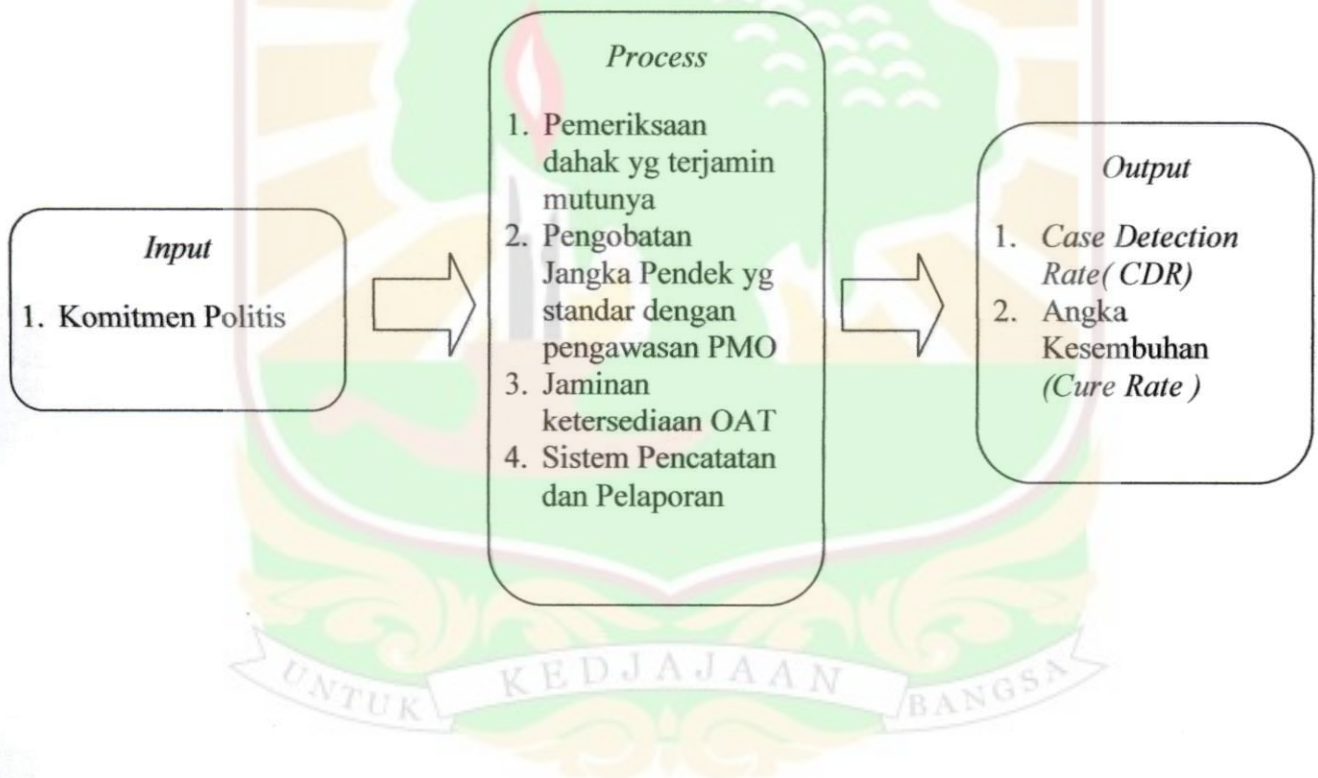 Input
1. Komitmen Politis
Process
1. Pemeriksaan
dahak yg terjamin
mutunya
2. Pengobatan
Jangka Pendek yg
standar dengan
pengawasan PMO
3. Jaminan
ketersediaan OAT
4. Sistem Pencatatan
dan Pelaporan
Output
1. Case Detection
Rate( CDR)
2. Angka
Kesembuhan
(Cure Rate )
UNTUK KEDJAJAAN BANGSA